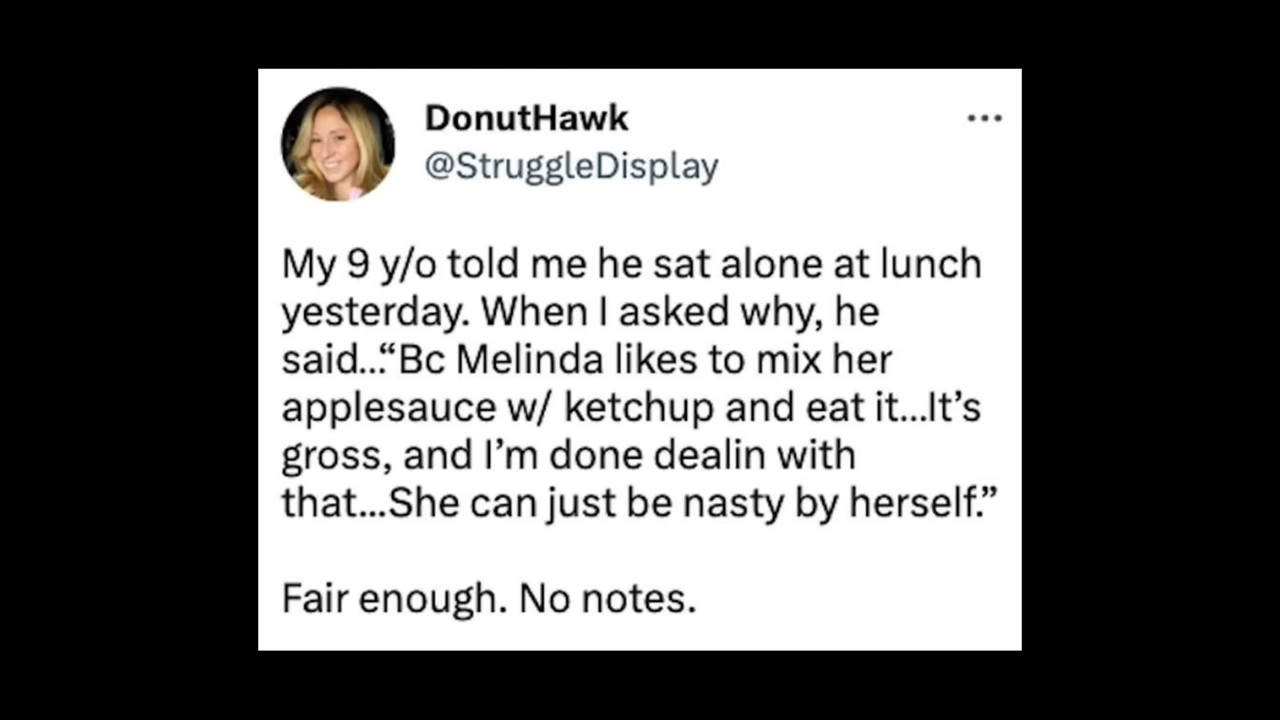 DonutHawk
@StruggleDisplay
My 9 y/o told me he sat alone at lunch
yesterday. When I asked why, he
said...“Bc Melinda likes to mix her
applesauce w/ ketchup and eat it...It’s
gross, and I’m done dealin with
that...She can just be nasty by herself.”
Fair enough. No notes.